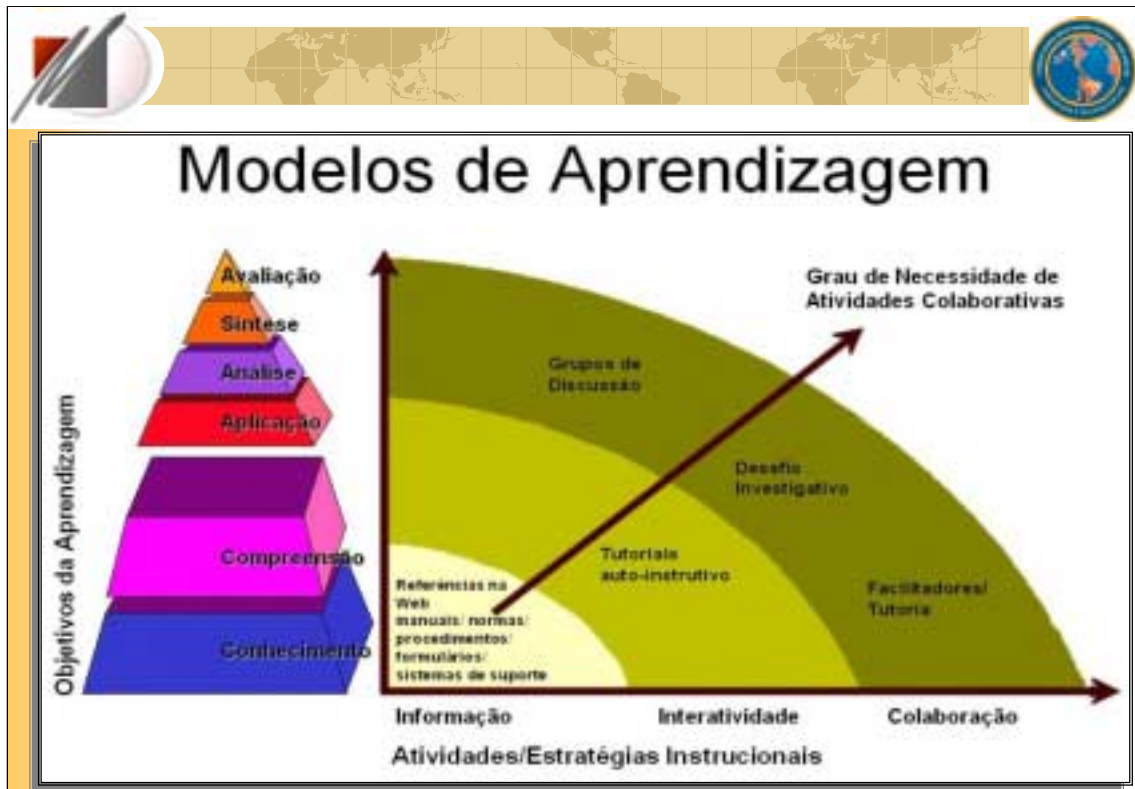 Modelos de Aprendizagem
Objetivos da Aprendizagem
Avaliação
Síntese
Análise
Aplicação
Compreensão
Conhecimento
Grau de Necessidade de
Atividades Colaborativas
Grupos de
Discussão
Desafio
Investigativo
Tutoriais
auto-instrutivo
Facilitadores/
Tutoria
Referências na
Web
manuais/ normas/
procedimentos/
formulários/
sistemas de suporte
Informação
Interatividade
Colaboração
Atividades/Estratégias Instrucionais